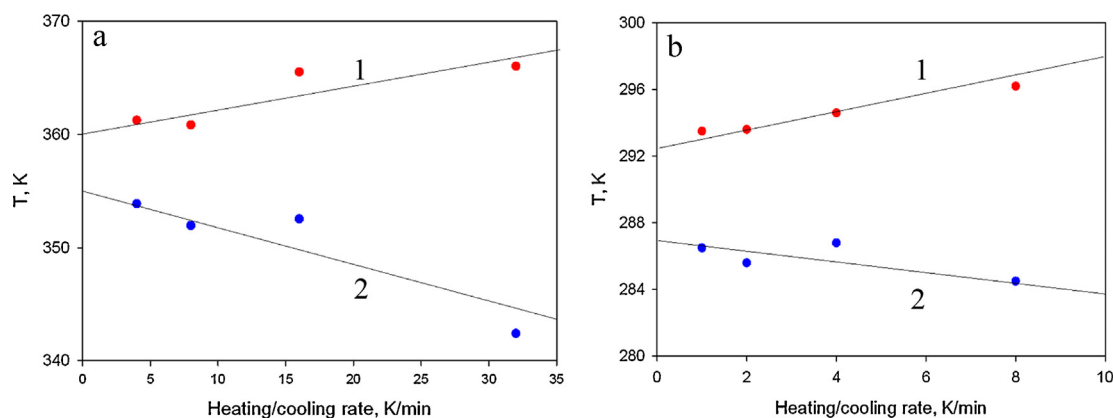 a
370
360
350
340
T, K
1
2
0 5 10 15 20 25 30 35
Heating/cooling rate, K/min
b
300
296
292
288
284
280
T, K
1
2
0 2 4 6 8 10
Heating/cooling rate, K/min